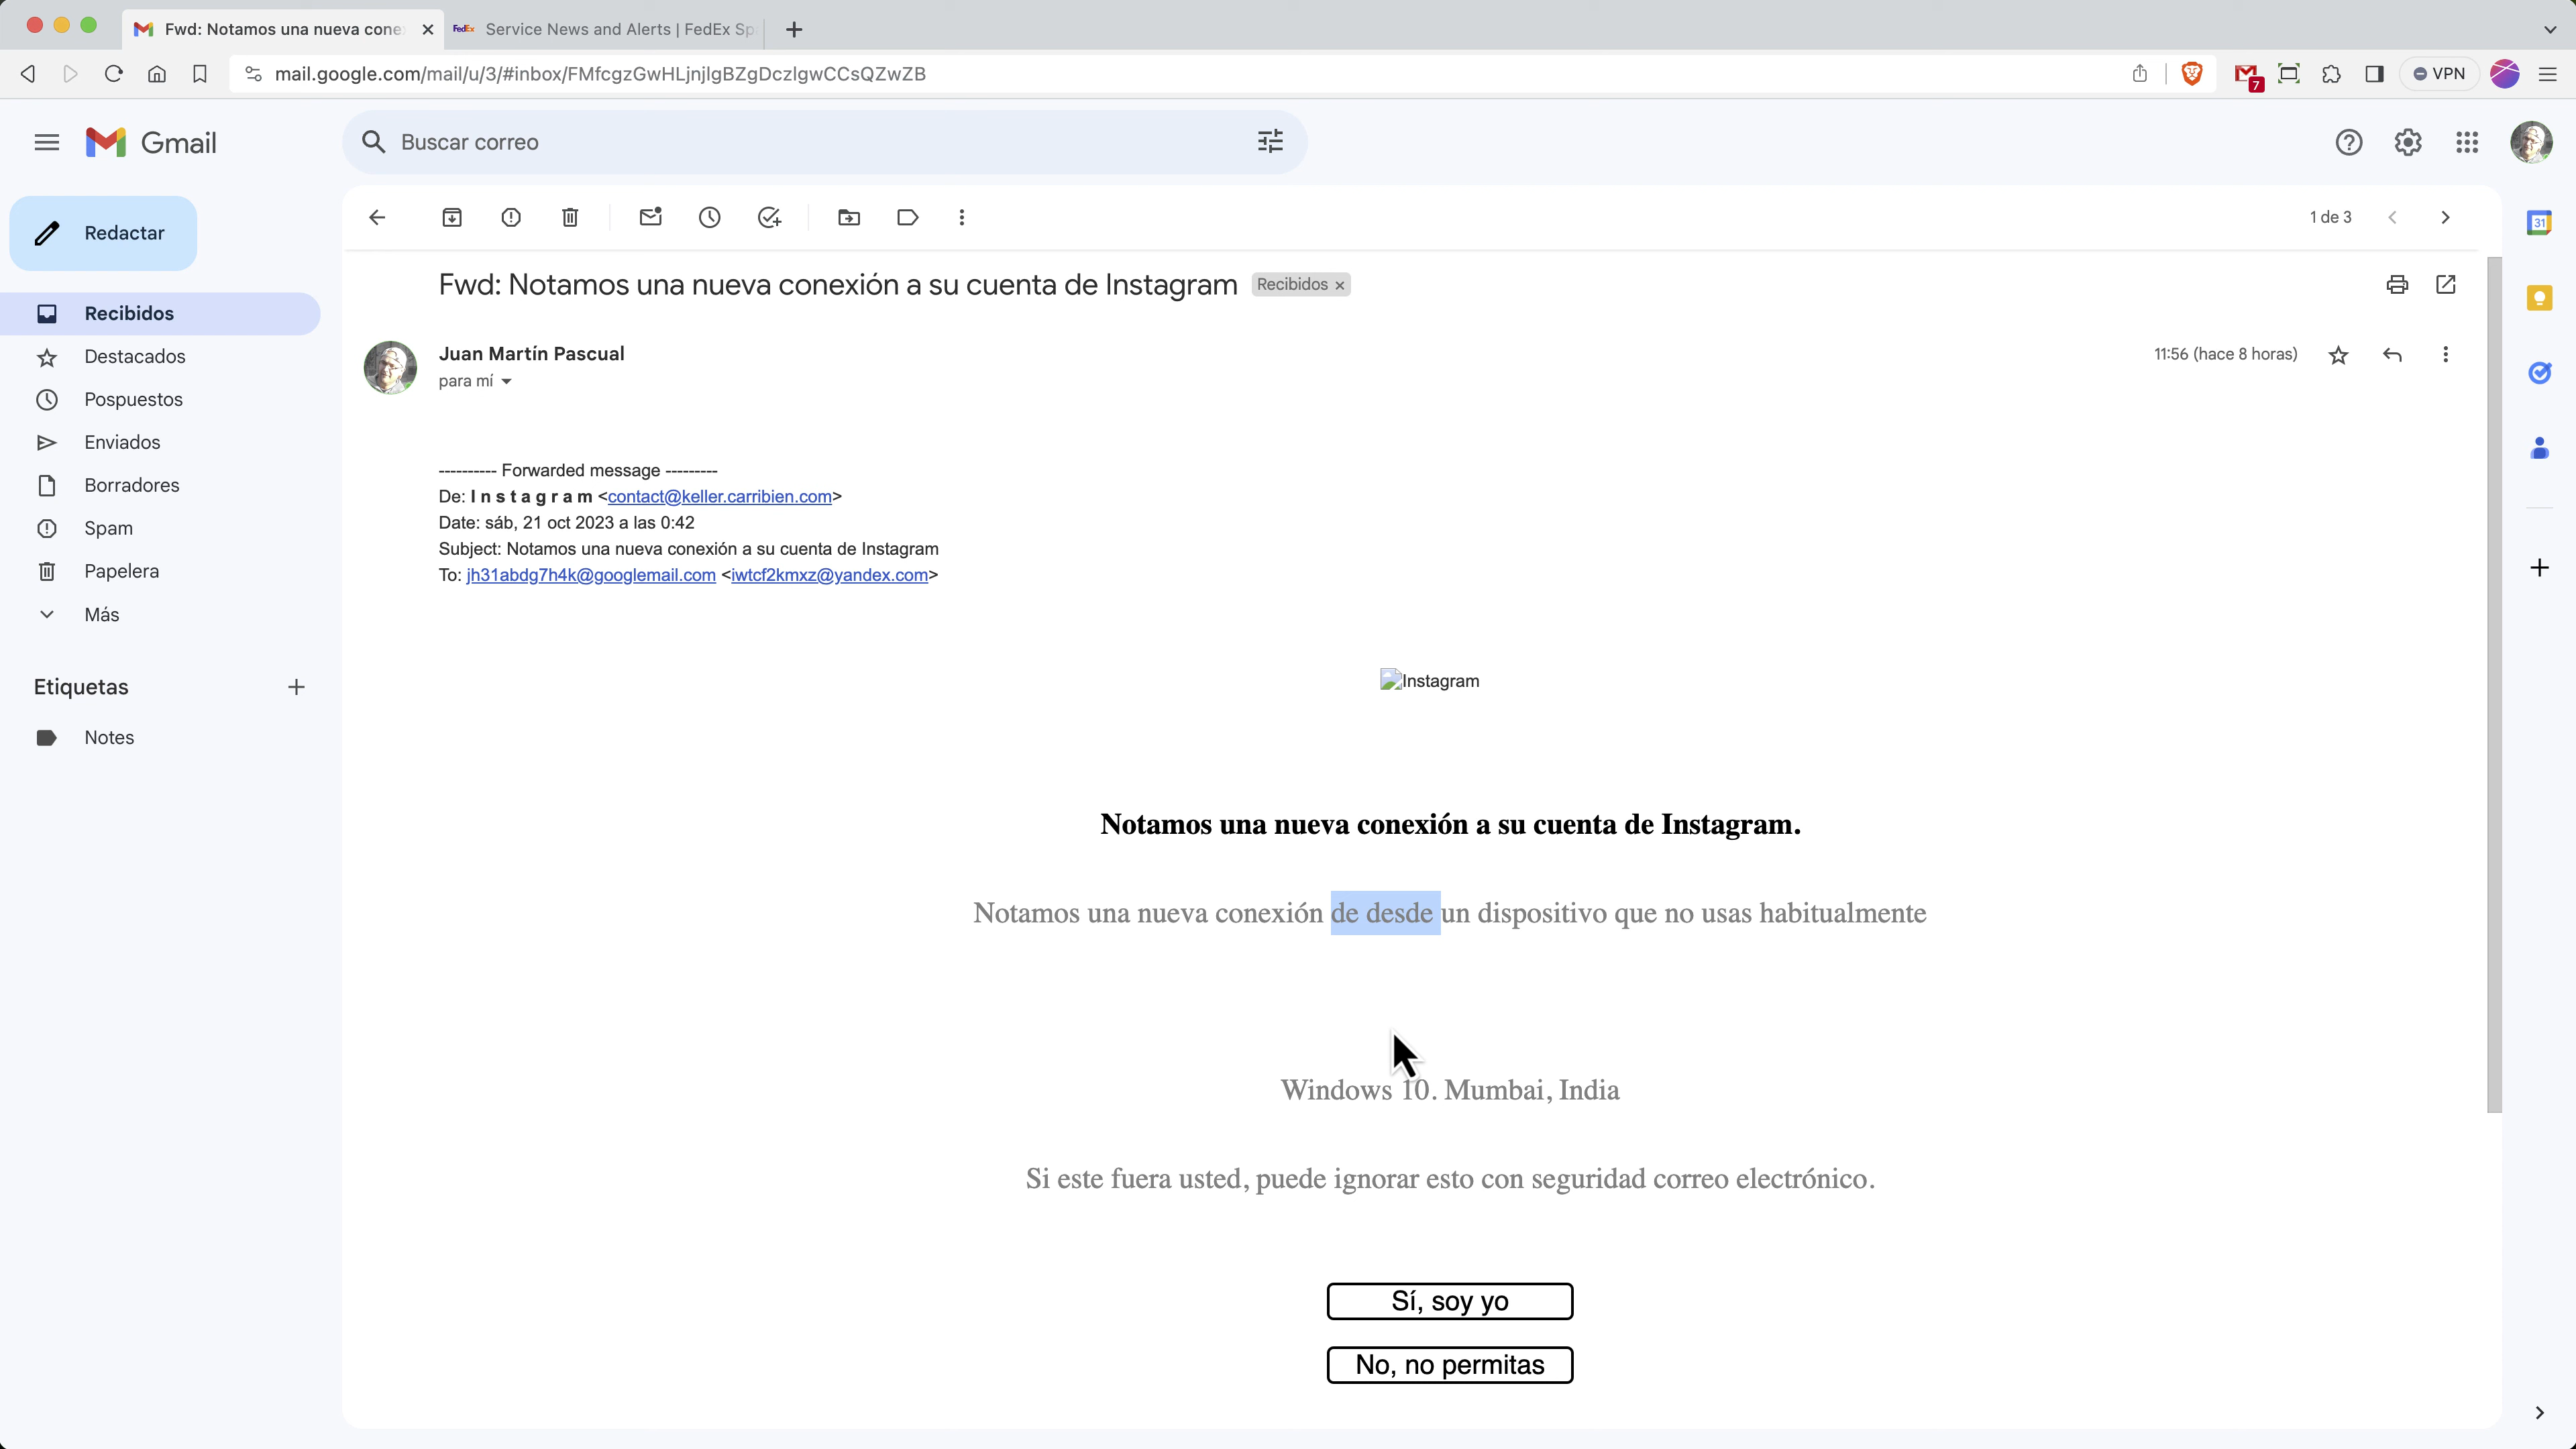 Fwd: Notamos una nueva cone
Service News and Alerts | FedEx Sp
mail.google.com/mail/u/3/#inbox/FMfcgzGwHLjnjlgBZgDczlgwCCsQZwZB
7
VPN
Gmail
Buscar correo
Redactar
1 de 3
31
Fwd: Notamos una nueva conexión a su cuenta de Instagram Recibidos ×
Recibidos
Destacados
Pospuestos
Enviados
Borradores
Spam
Papelera
Más
Etiquetas
Notes
Juan Martín Pascual
11:56 (hace 8 horas)
para mí
---------- Forwarded message ---------
De: I n s t a g r a m <contact@keller.carribien.com>
Date: sáb, 21 oct 2023 a las 0:42
Subject: Notamos una nueva conexión a su cuenta de Instagram
To: jh31abdg7h4k@googlemail.com <iwtcf2kmxz@yandex.com>
Instagram
Notamos una nueva conexión a su cuenta de Instagram.
Notamos una nueva conexión de desde un dispositivo que no usas habitualmente
Windows 10. Mumbai, India
Si este fuera usted, puede ignorar esto con seguridad correo electrónico.
Sí, soy yo
No, no permitas